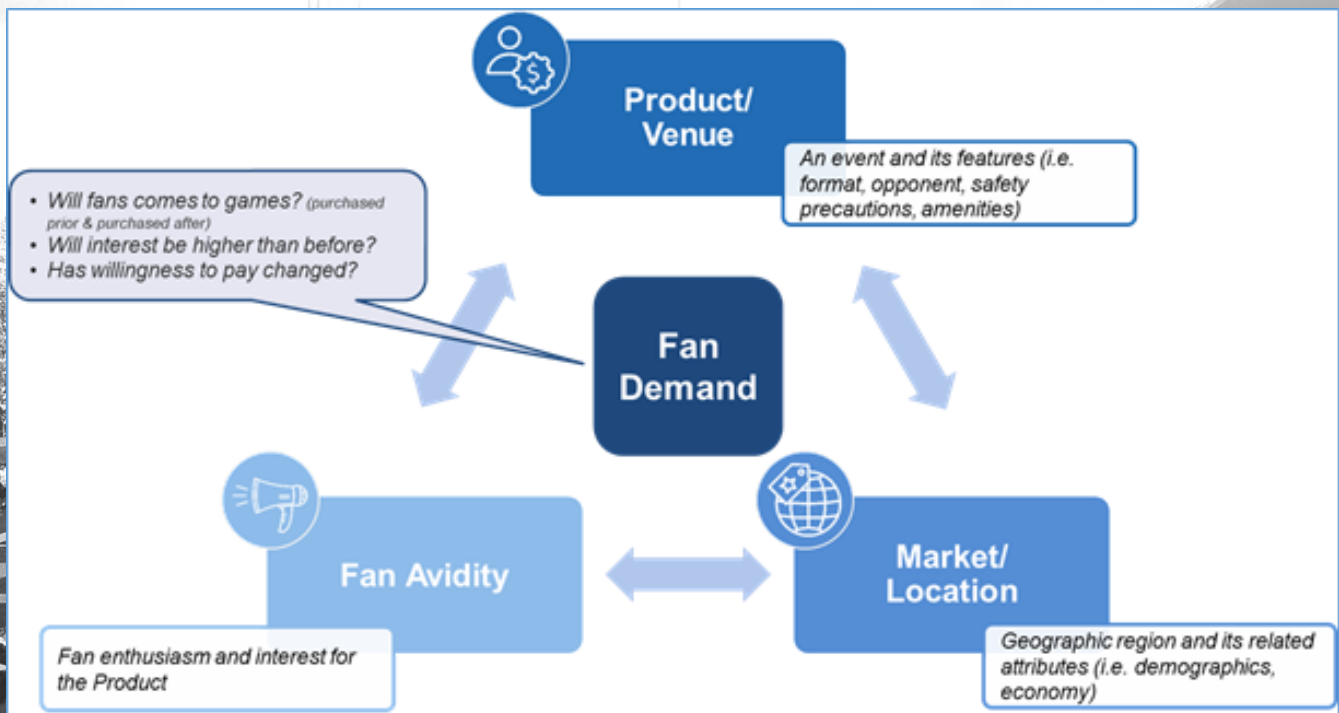 Product/
Venue
An event and its features (i.e.
format, opponent, safety
precautions, amenities)
• Will fans comes to games? (purchased
prior & purchased after)
• Will interest be higher than before?
• Has willingness to pay changed?
Fan
Demand
Fan Avidity
Market/
Location
Fan enthusiasm and interest for
the Product
Geographic region and its related
attributes (i.e. demographics,
economy)
$